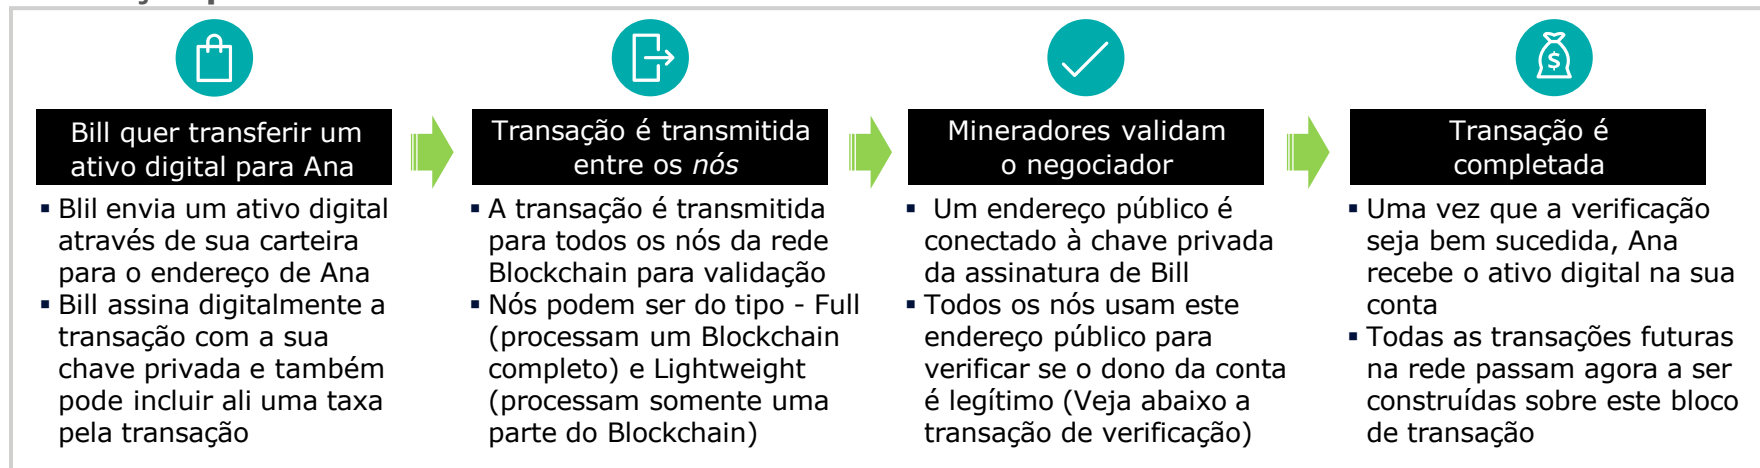 Bill quer transferir um
ativo digital para Ana
▪ Blil envia um ativo digital
através de sua carteira
para o endereço de Ana
▪ Bill assina digitalmente a
transação com a sua
chave privada e também
pode incluir ali uma taxa
pela transação
Transação é transmitida
entre os nós
▪ A transação é transmitida
para todos os nós da rede
Blockchain para validação
▪ Nós podem ser do tipo - Full
(processam um Blockchain
completo) e Lightweight
(processam somente uma
parte do Blockchain)
Mineradores validam
o negociador
▪ Um endereço público é
conectado à chave privada
da assinatura de Bill
▪ Todos os nós usam este
endereço público para
verificar se o dono da conta
é legítimo (Veja abaixo a
transação de verificação)
$
Transação é
completada
▪ Uma vez que a verificação
seja bem sucedida, Ana
recebe o ativo digital na sua
conta
▪ Todas as transações futuras
na rede passam agora a ser
construídas sobre este bloco
de transação